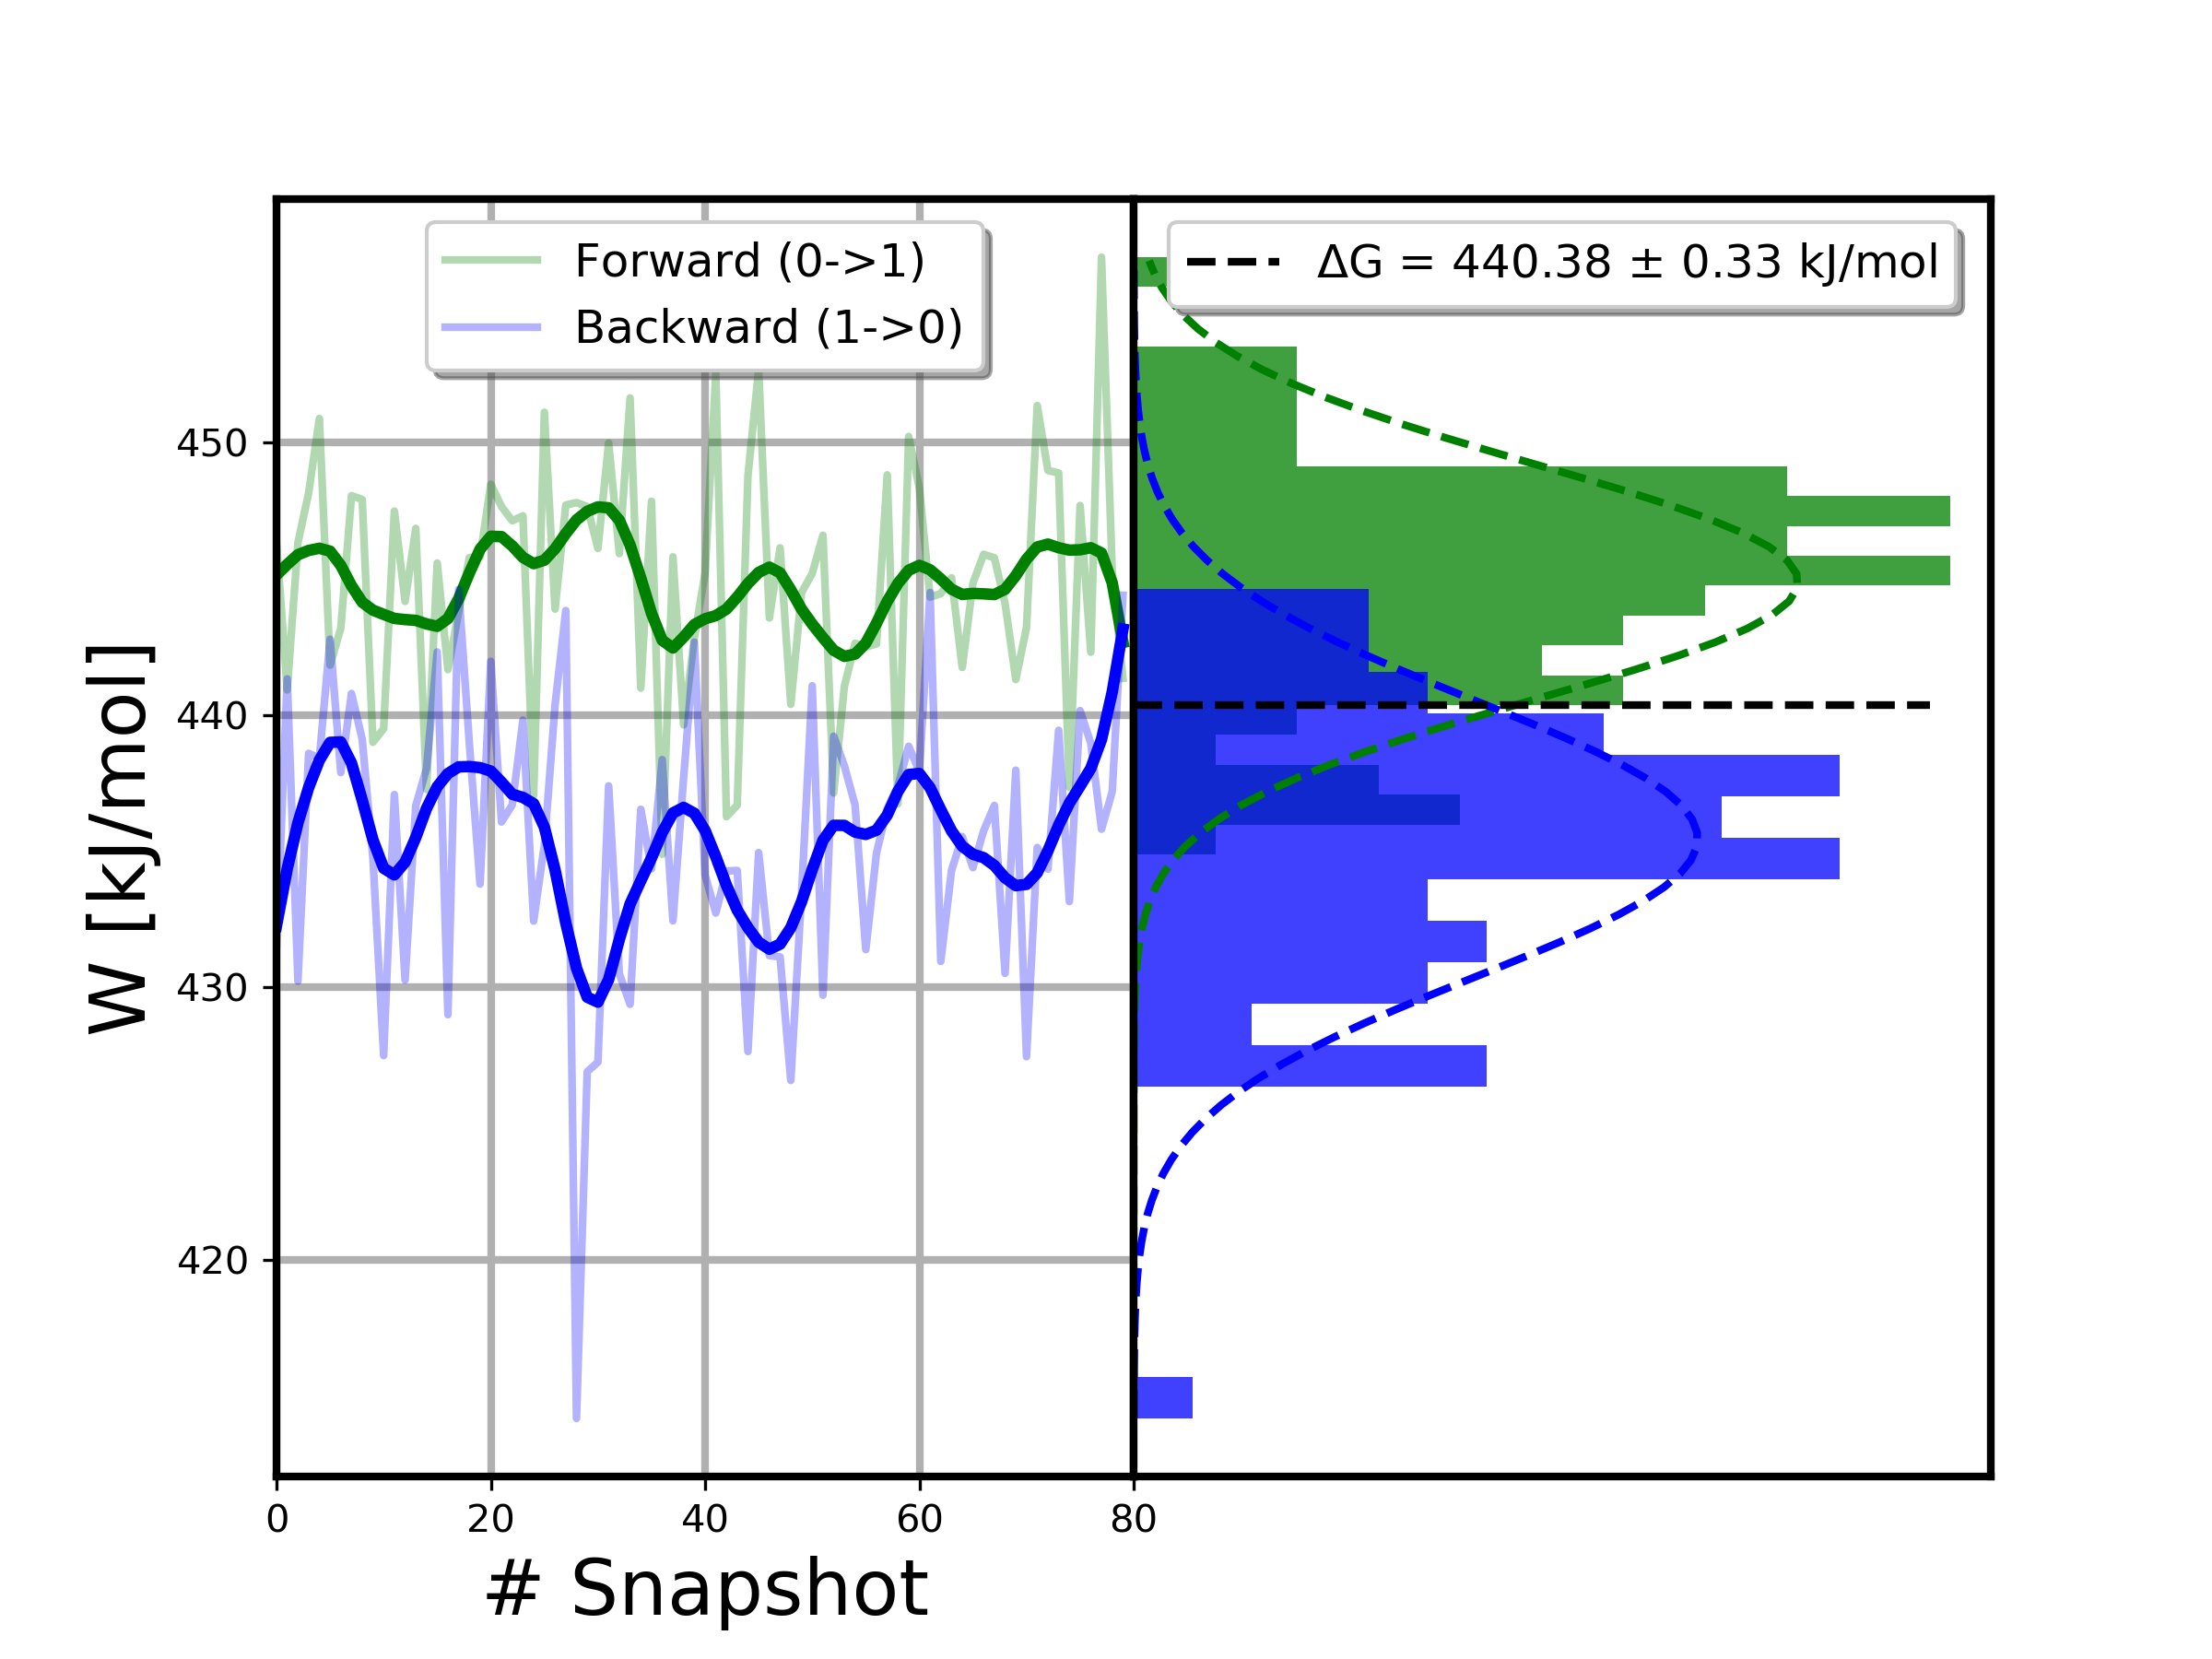 Forward (0->1)
Backward (1->0)
ΔG = 440.38 ± 0.33 kJ/mol
W [kJ/mol]
450
440
430
420
0 20 40 60 80
# Snapshot